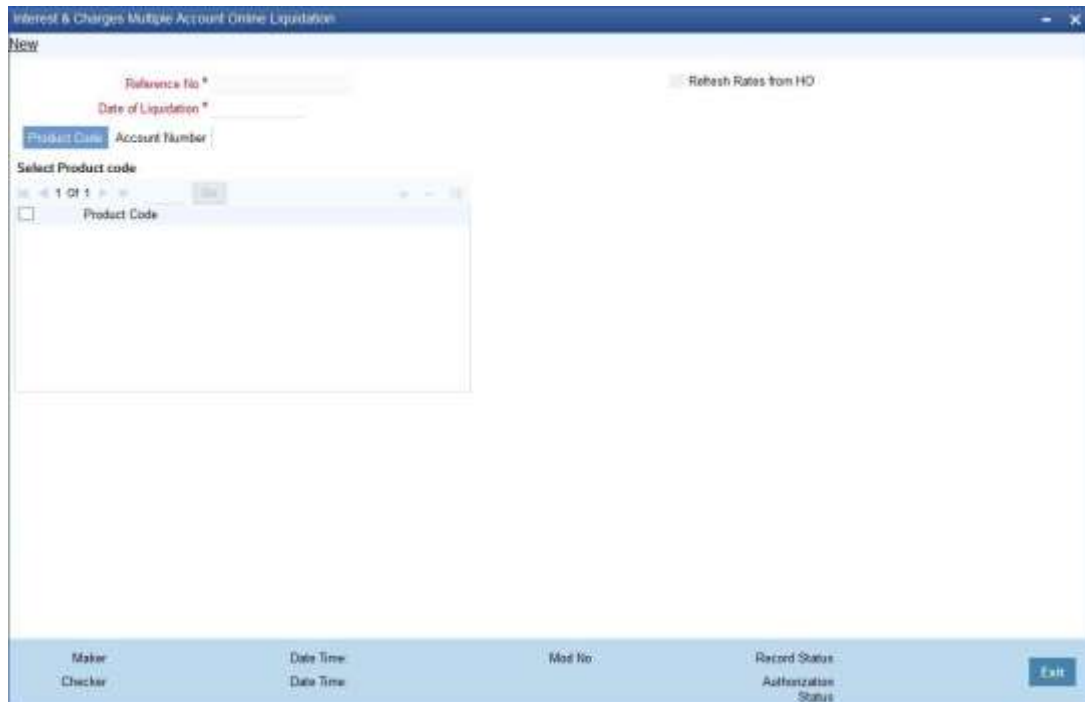 Interest & Charges Multiple Account Online Liquidation
New
Reference No *
Refresh Rates from HO
Date of Liquidation *
Product Code Account Number
Select Product code
1 Of 1 Go
Product Code
Maker Date Time: Mod No Record Status
Checker Date Time: Authorization Status
Exit